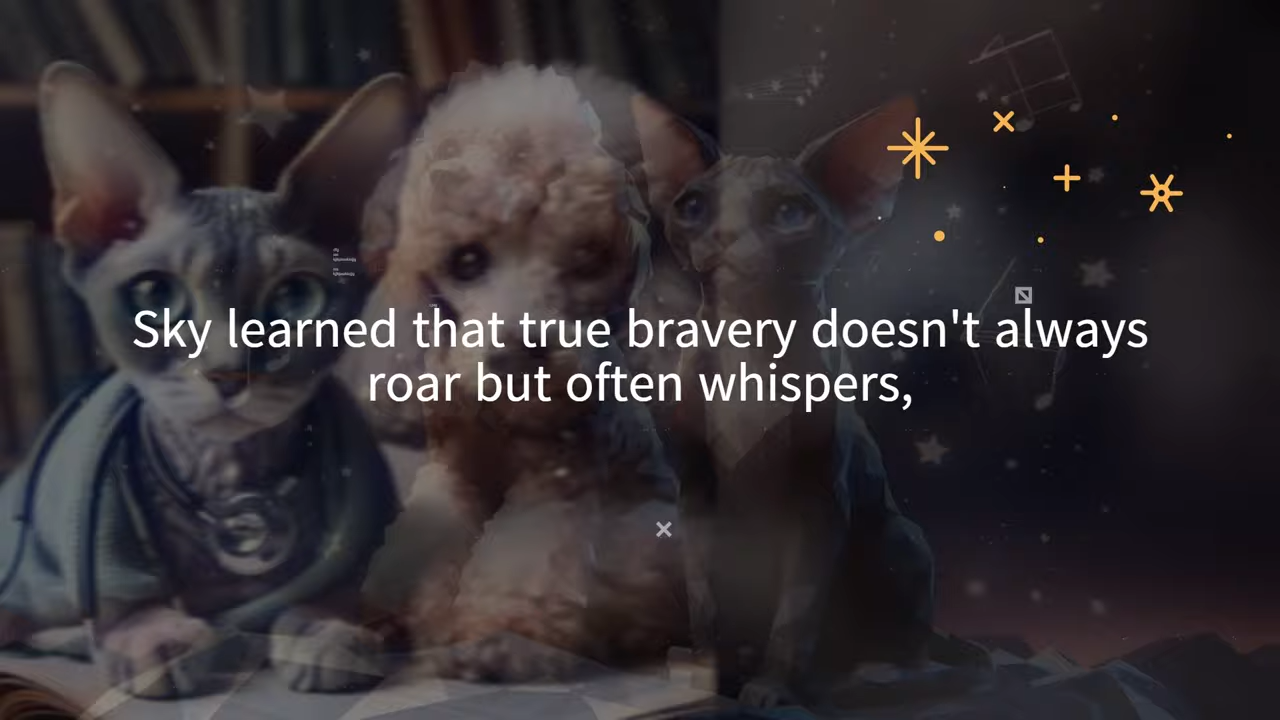 Sky learned that true bravery doesn't always
roar but often whispers,